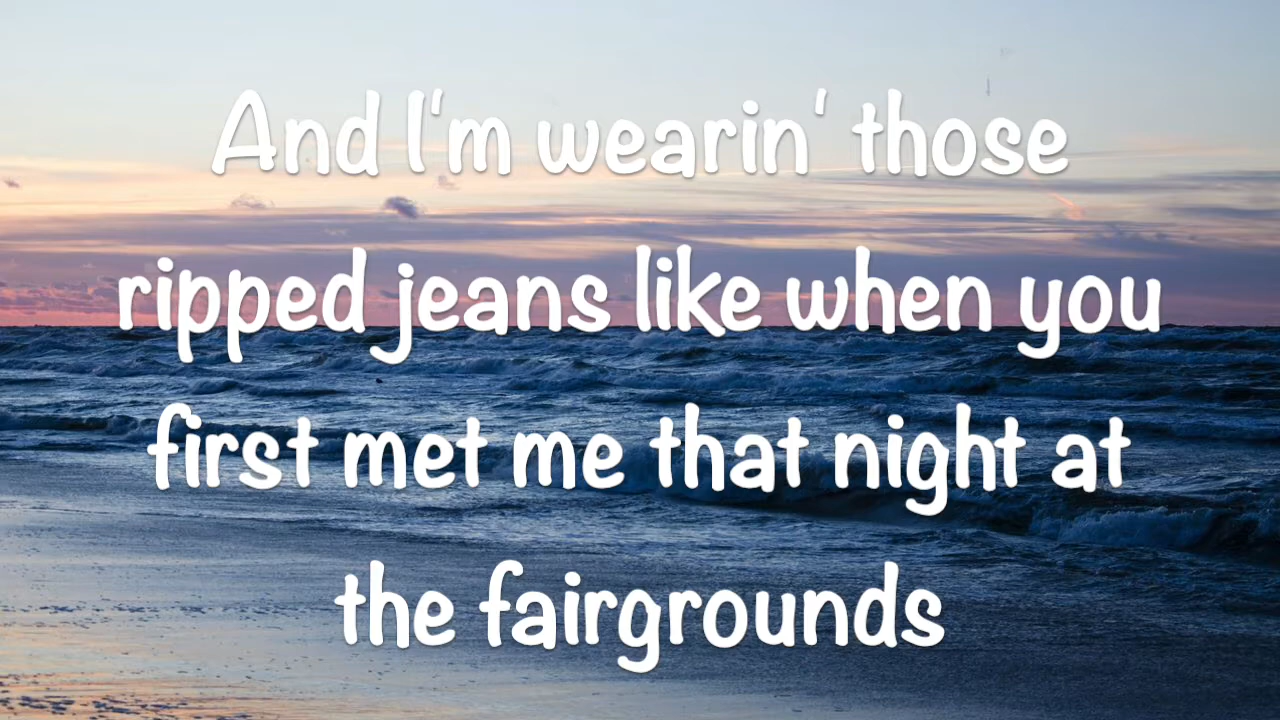 And I'm wearin' those
ripped jeans like when you
first met me that night at
the fairgrounds